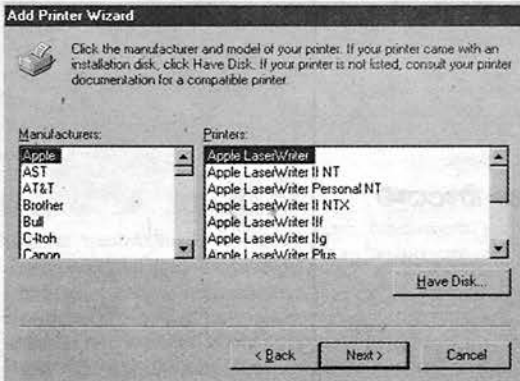 Add Printer Wizard
Click the manufacturer and model of your printer. If your printer came with an
installation disk, click Have Disk. If your printer is not listed, consult your printer
documentation for a compatible printer.
Manufacturers:
Apple
AST
AT&T
Brother
Bull
C-Itoh
Canon
Printers:
Apple LaserWriter
Apple LaserWriter II NT
Apple LaserWriter Personal NT
Apple LaserWriter II NTX
Apple LaserWriter IIf
Apple LaserWriter IIg
Apple LaserWriter Plus
Have Disk...
< Back
Next >
Cancel